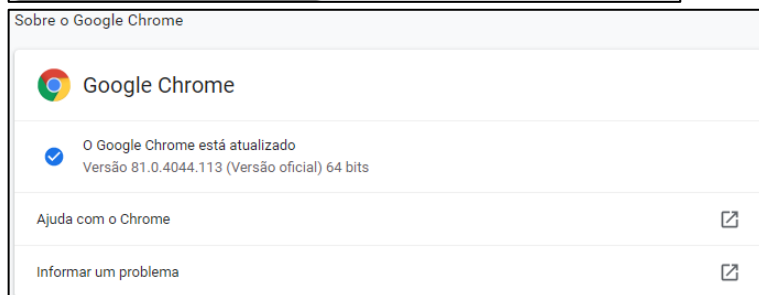 Sobre o Google Chrome
Google Chrome
O Google Chrome está atualizado
Versão 81.0.4044.113 (Versão oficial) 64 bits
Ajuda com o Chrome
Informar um problema